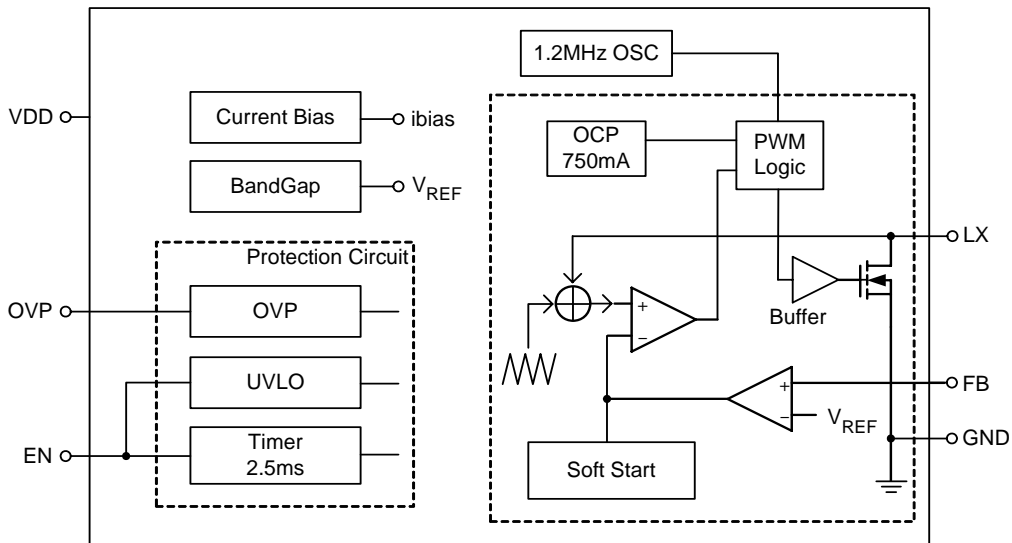 1.2MHz OSC
VDD
Current Bias
ibias
OCP
750mA
PWM
Logic
BandGap
VREF
LX
Protection Circuit
OVP
OVP
+
−
Buffer
UVLO
FB
+
−
VREF
GND
EN
Timer
2.5ms
Soft Start